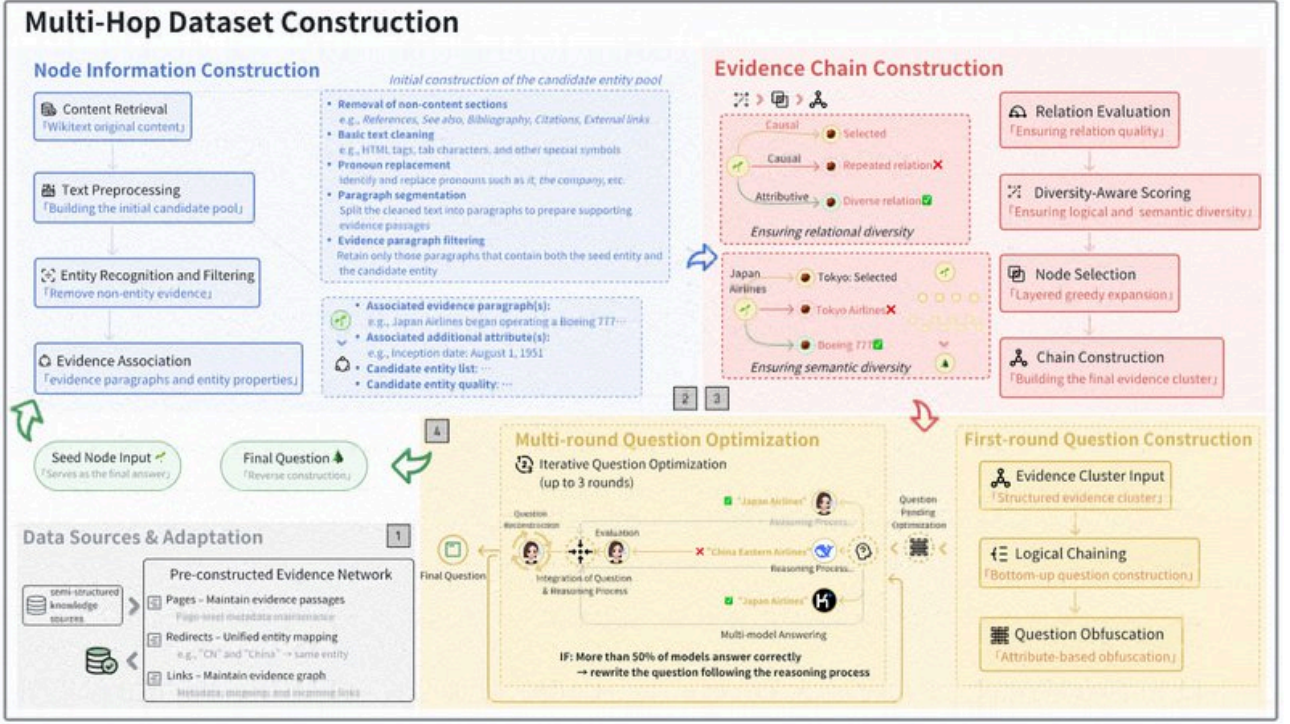 Multi-Hop Dataset Construction
Node Information Construction
Content Retrieval
「Wikitext original content」
Text Preprocessing
「Building the initial candidate pool」
Entity Recognition and Filtering
「Remove non-entity evidence」
Evidence Association
「evidence paragraphs and entity properties」
Initial construction of the candidate entity pool
• Removal of non-content sections
e.g., References, See also, Bibliography, Citations, External links
• Basic text cleaning
e.g., HTML tags, tab characters, and other special symbols
• Pronoun replacement
Identify and replace pronouns such as it, the company, etc.
• Paragraph segmentation
Split the cleaned text into paragraphs to prepare supporting
evidence passages
• Evidence paragraph filtering
Retain only those paragraphs that contain both the seed entity and
the candidate entity
• Associated evidence paragraph(s):
e.g., Japan Airlines began operating a Boeing 777…
• Associated additional attribute(s):
e.g., Inception date: August 1, 1951
• Candidate entity list: …
• Candidate entity quality: …
Evidence Chain Construction
Causal
Selected
Causal
Repeated relation
Attributive
Diverse relation
Ensuring relational diversity
Japan
Airlines
Tokyo: Selected
Tokyo Airlines
Boeing 777
Ensuring semantic diversity
Relation Evaluation
「Ensuring relation quality」
Diversity-Aware Scoring
「Ensuring logical and semantic diversity」
Node Selection
「Layered greedy expansion」
Chain Construction
「Building the final evidence cluster」
2
3
Seed Node Input
「Serves as the final answer」
Final Question
「Reverse construction」
Data Sources & Adaptation
1
semi-structured
knowledge
sources
Pre-constructed Evidence Network
Pages – Maintain evidence passages
Page-level metadata maintenance
Redirects – Unified entity mapping
e.g., "CN" and "China" → same entity
Links – Maintain evidence graph
Metadata, outgoing, and incoming links
4
Multi-round Question Optimization
Iterative Question Optimization
(up to 3 rounds)
Final Question
Question
Reconstruction
Evaluation
Integration of Question
& Reasoning Process
"Japan Airlines"
Reasoning Process...
"China Eastern Airlines"
Reasoning Process...
"Japan Airlines"
Multi-model Answering
Question
Pending
Optimization
IF: More than 50% of models answer correctly
→ rewrite the question following the reasoning process
First-round Question Construction
Evidence Cluster Input
「Structured evidence cluster」
Logical Chaining
「Bottom-up question construction」
Question Obfuscation
「Attribute-based obfuscation」